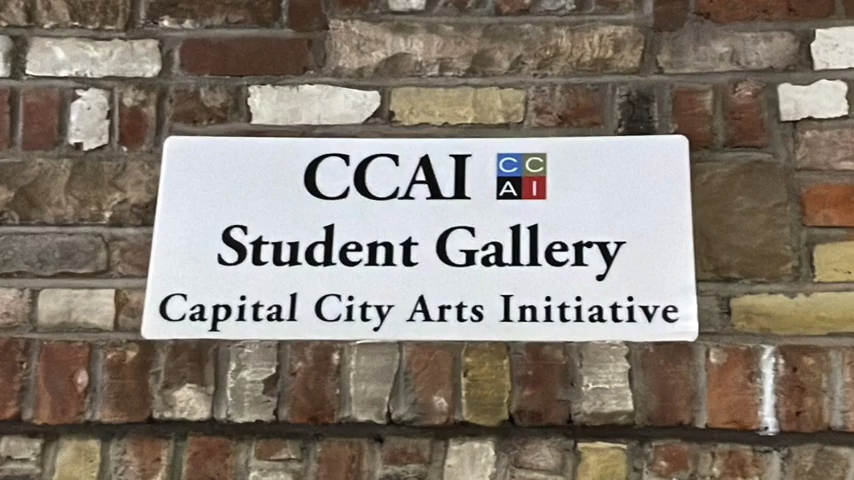 CCAI CC
AI
Student Gallery
Capital City Arts Initiative